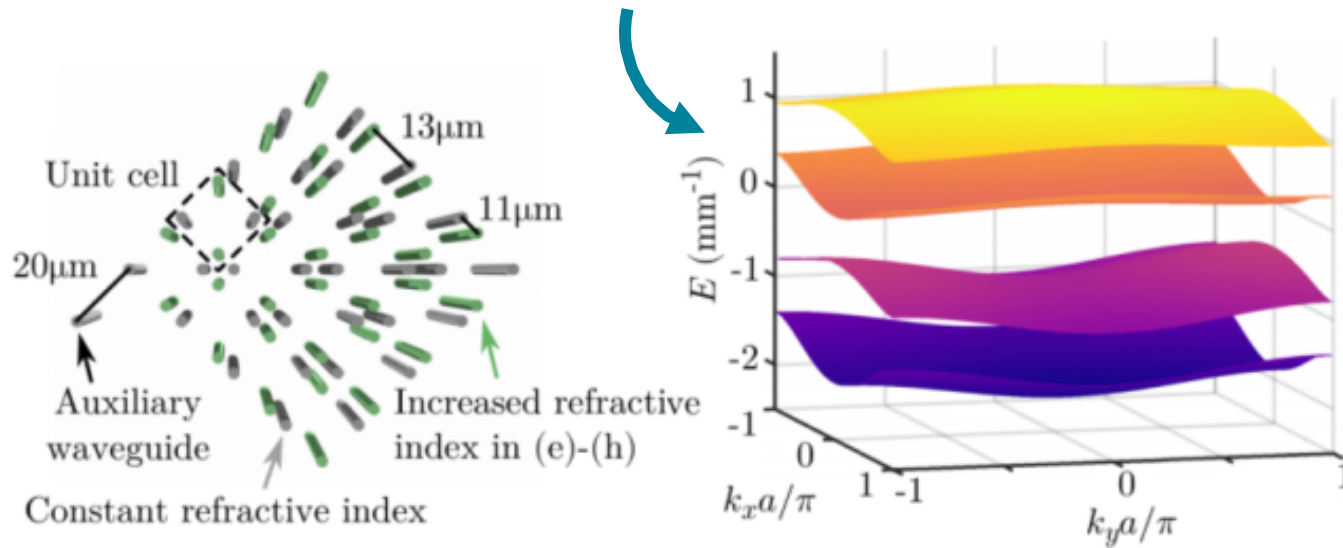 13μm
Unit cell
11μm
20μm
Auxiliary
waveguide
Increased refractive
index in (e)-(h)
Constant refractive index
1
0
-1
-2
E (mm⁻¹)
-1
0
1
kₓa/π
-1
0
1
k_y a/π